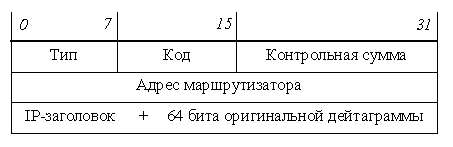 0 7 15 31
Тип Код Контрольная сумма
Адрес маршрутизатора
IP-заголовок + 64 бита оригинальной дейтаграммы